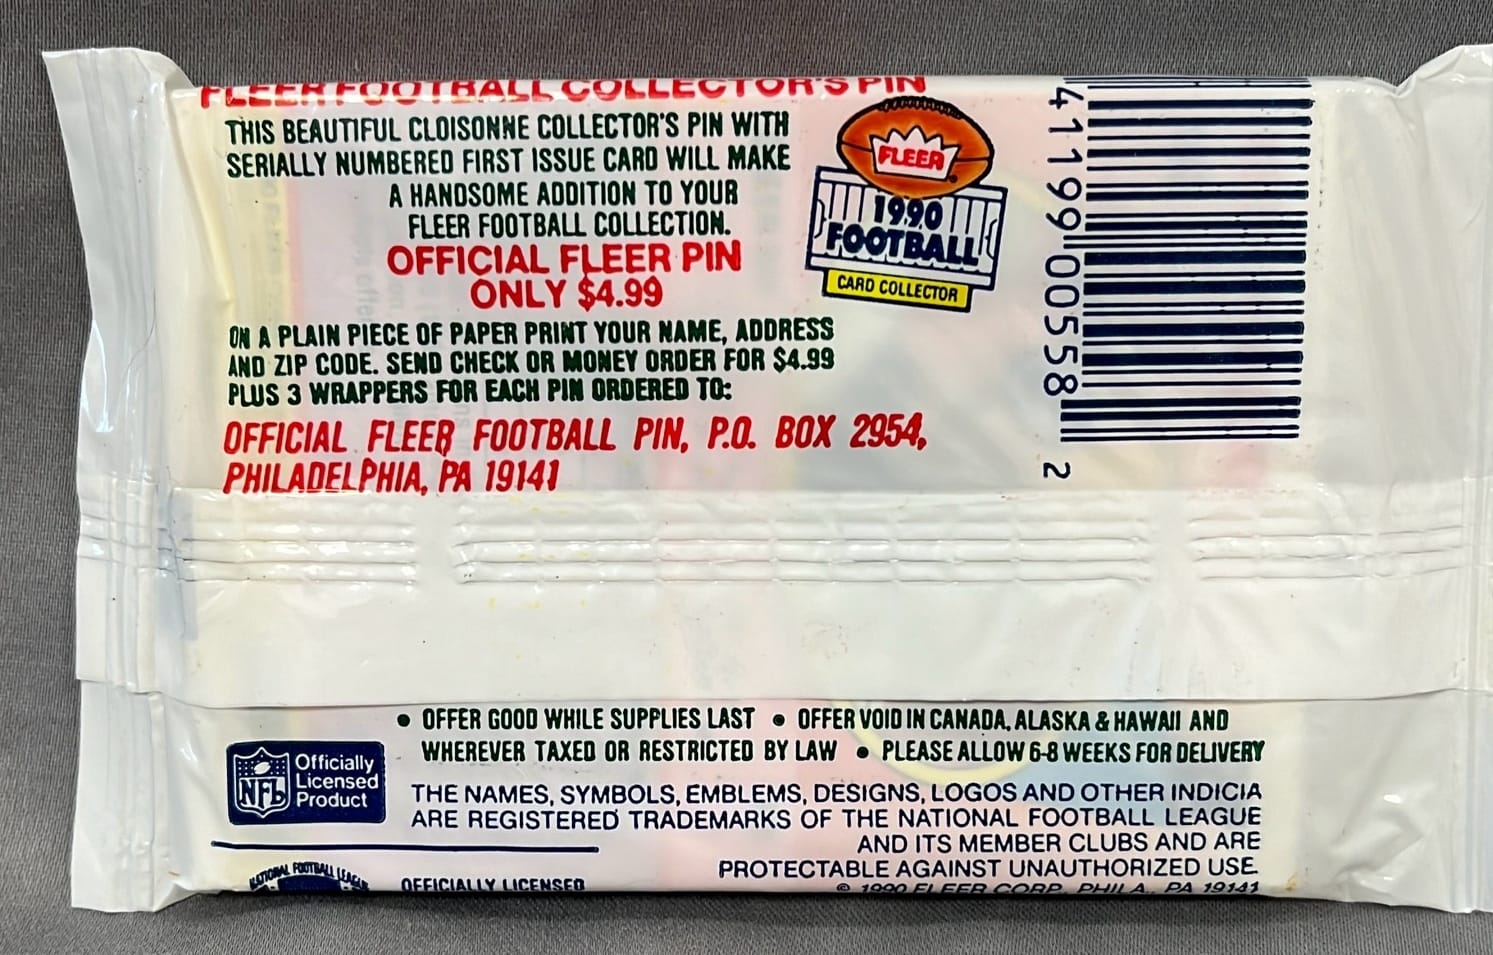 FLEER FOOTBALL COLLECTOR'S PIN
THIS BEAUTIFUL CLOISONNE COLLECTOR'S PIN WITH
SERIALLY NUMBERED FIRST ISSUE CARD WILL MAKE
A HANDSOME ADDITION TO YOUR
FLEER FOOTBALL COLLECTION.
OFFICIAL FLEER PIN
ONLY $4.99
ON A PLAIN PIECE OF PAPER PRINT YOUR NAME, ADDRESS
AND ZIP CODE. SEND CHECK OR MONEY ORDER FOR $4.99
PLUS 3 WRAPPERS FOR EACH PIN ORDERED TO:
OFFICIAL FLEER FOOTBALL PIN, P.O. BOX 2954,
PHILADELPHIA, PA 19141
FLEER
1990
FOOTBALL
CARD COLLECTOR
4 1199 00558 2
• OFFER GOOD WHILE SUPPLIES LAST • OFFER VOID IN CANADA, ALASKA & HAWAII AND
WHEREVER TAXED OR RESTRICTED BY LAW • PLEASE ALLOW 6-8 WEEKS FOR DELIVERY
NFL
Officially
Licensed
Product
THE NAMES, SYMBOLS, EMBLEMS, DESIGNS, LOGOS AND OTHER INDICIA
ARE REGISTERED TRADEMARKS OF THE NATIONAL FOOTBALL LEAGUE
AND ITS MEMBER CLUBS AND ARE
PROTECTABLE AGAINST UNAUTHORIZED USE.
© 1990 FLEER CORP. PHILA., PA 19141
NATIONAL FOOTBALL LEAGUE
OFFICIALLY LICENSED